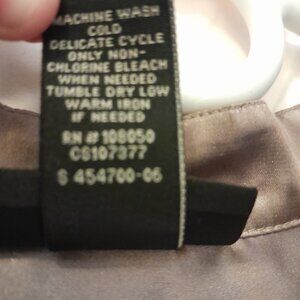 MACHINE WASH
COLD
DELICATE CYCLE
ONLY NON-
CHLORINE BLEACH
WHEN NEEDED
TUMBLE DRY LOW
WARM IRON
IF NEEDED
RN # 108050
CS107377
S 454700-06